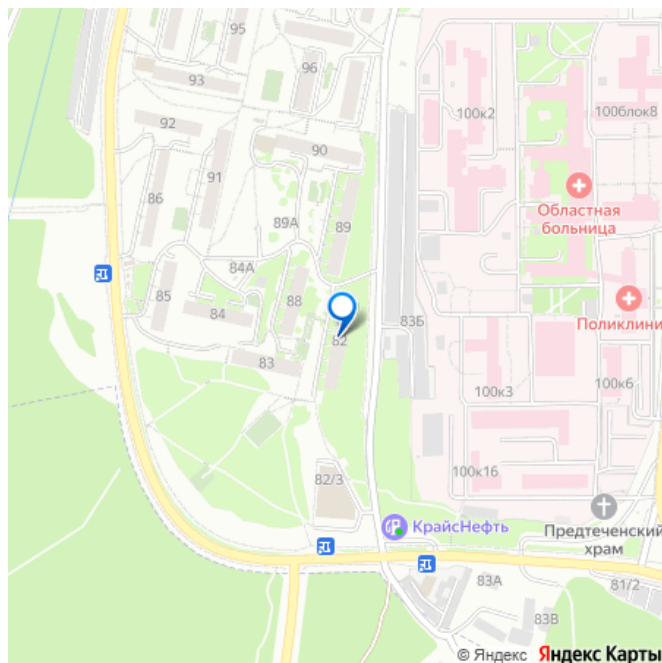 95
96
93
100к2
100блок8
92
90
91
86
Областная
больница
89А
89
84А
85
88
84
83Б
Поликлини
82
83
100к3
100к6
82/3
100к16
КрайсНефть
Предтеченский
храм
83А
81/2
83В
© Яндекс Яндекс Карты